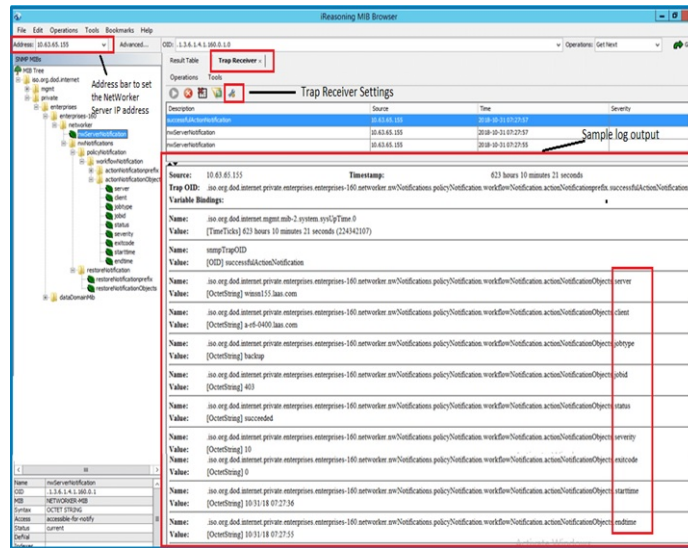 iReasoning MIB Browser
File Edit Operations Tools Bookmarks Help
Address: 10.63.65.155 Advanced... OID: .1.3.6.1.4.1.160.0.1.0 Operations: Get Next
SNMP MIBs
MIB Tree
iso.org.dod.internet
mgmt
private
enterprises
enterprises-160
networker
nwServerNotification
nwNotifications
policyNotification
workflowNotification
actionNotificationprefix
actionNotificationObject
server
client
jobtype
jobid
status
severity
exitcode
starttime
endtime
restoreNotification
restoreNotificationprefix
restoreNotificationObjects
dataDomainMib
Address bar to set
the NetWorker
Server IP address
Name nwServerNotification
OID .1.3.6.1.4.1.160.0.1
MIB NETWORKER-MIB
Syntax OCTET STRING
Access accessible-for-notify
Status current
DefVal
Indexes
Result Table Trap Receiver
Operations Tools
Trap Receiver Settings
Description Source Time Severity
successfulActionNotification 10.63.65.155 2018-10-31 07:27:57
nwServerNotification 10.63.65.155 2018-10-31 07:27:57
nwServerNotification 10.63.65.155 2018-10-31 07:27:55
Sample log output
Source: 10.63.65.155 Timestamp: 623 hours 10 minutes 21 seconds
Trap OID: .iso.org.dod.internet.private.enterprises.enterprises-160.networker.nwNotifications.policyNotification.workflowNotification.actionNotificationprefix.successfulActionNotification
Variable Bindings:
Name: .iso.org.dod.internet.mgmt.mib-2.system.sysUpTime.0
Value: [TimeTicks] 623 hours 10 minutes 21 seconds (224342107)
Name: snmpTrapOID
Value: [OID] successfulActionNotification
Name: .iso.org.dod.internet.private.enterprises.enterprises-160.networker.nwNotifications.policyNotification.workflowNotification.actionNotificationObjects.server
Value: [OctetString] winsn155.laas.com
Name: .iso.org.dod.internet.private.enterprises.enterprises-160.networker.nwNotifications.policyNotification.workflowNotification.actionNotificationObjects.client
Value: [OctetString] a-r6-0400.laas.com
Name: .iso.org.dod.internet.private.enterprises.enterprises-160.networker.nwNotifications.policyNotification.workflowNotification.actionNotificationObjects.jobtype
Value: [OctetString] backup
Name: .iso.org.dod.internet.private.enterprises.enterprises-160.networker.nwNotifications.policyNotification.workflowNotification.actionNotificationObjects.jobid
Value: [OctetString] 403
Name: .iso.org.dod.internet.private.enterprises.enterprises-160.networker.nwNotifications.policyNotification.workflowNotification.actionNotificationObjects.status
Value: [OctetString] succeeded
Name: .iso.org.dod.internet.private.enterprises.enterprises-160.networker.nwNotifications.policyNotification.workflowNotification.actionNotificationObjects.severity
Value: [OctetString] 10
Name: .iso.org.dod.internet.private.enterprises.enterprises-160.networker.nwNotifications.policyNotification.workflowNotification.actionNotificationObjects.exitcode
Value: [OctetString] 0
Name: .iso.org.dod.internet.private.enterprises.enterprises-160.networker.nwNotifications.policyNotification.workflowNotification.actionNotificationObjects.starttime
Value: [OctetString] 10/31/18 07:27:36
Name: .iso.org.dod.internet.private.enterprises.enterprises-160.networker.nwNotifications.policyNotification.workflowNotification.actionNotificationObjects.endtime
Value: [OctetString] 10/31/18 07:27:55